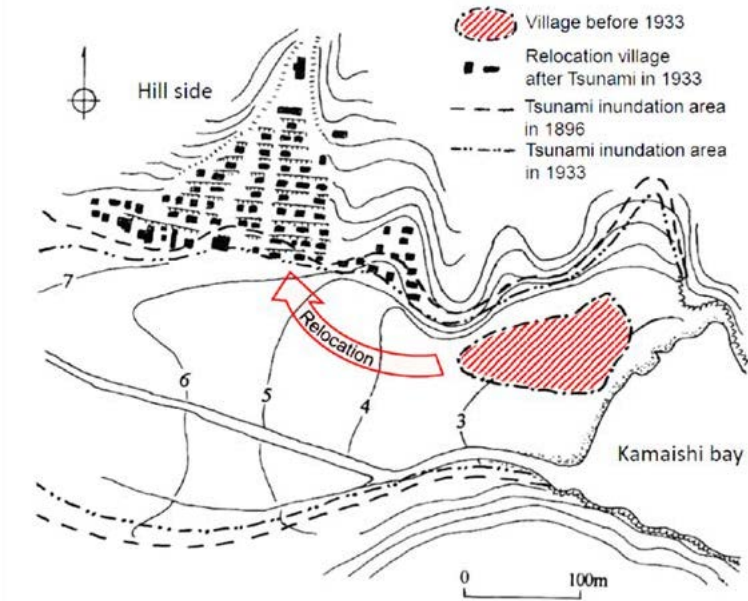 Village before 1933
Relocation village
after Tsunami in 1933
Tsunami inundation area
in 1896
Tsunami inundation area
in 1933
Hill side
7
Relocation
6
5
4
3
Kamaishi bay
0
100m